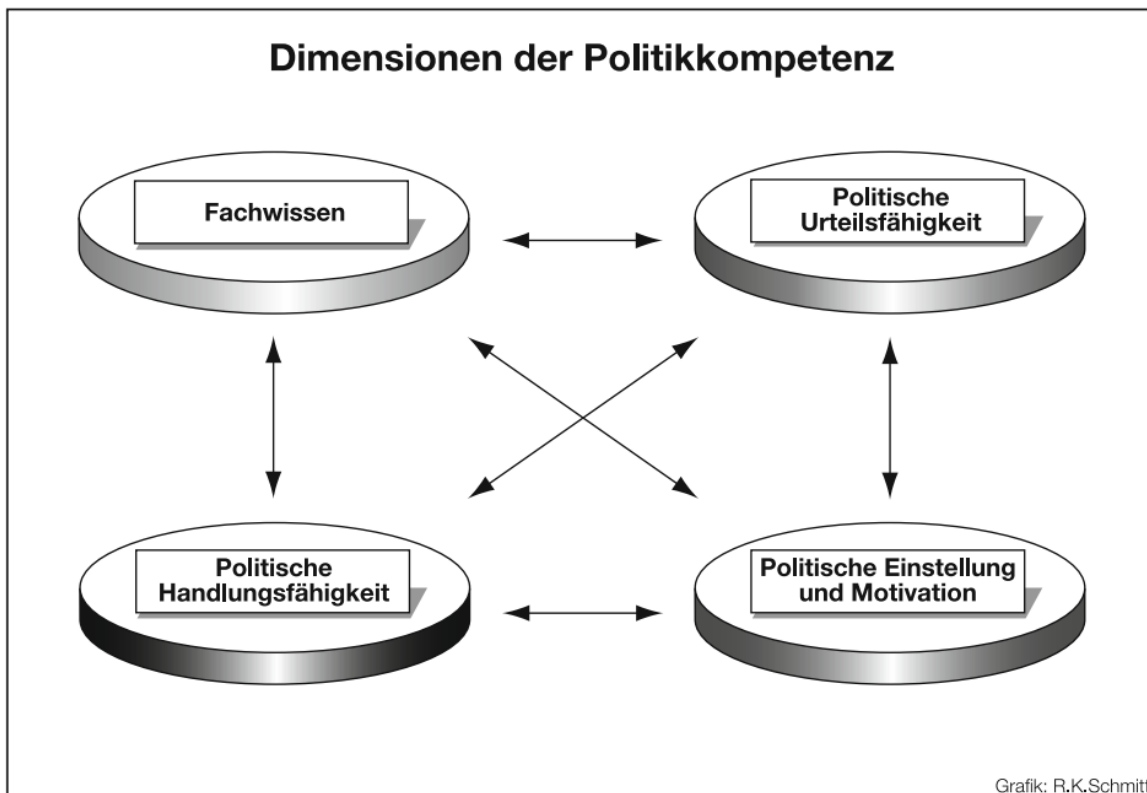 Dimensionen der Politikkompetenz
Fachwissen
Politische
Urteilsfähigkeit
Politische
Handlungsfähigkeit
Politische Einstellung
und Motivation
Grafik: R.K.Schmitt